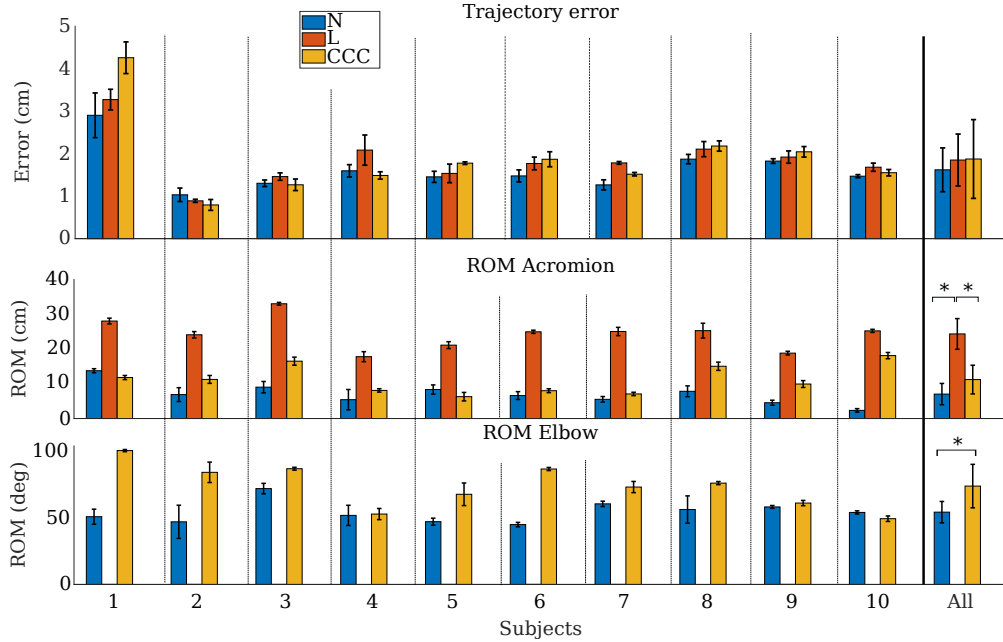 Trajectory error
N
L
CCC
5
4
3
2
1
0
Error (cm)
ROM Acromion
40
30
20
10
0
ROM (cm)
* *
ROM Elbow
100
50
0
ROM (deg)
*
1 2 3 4 5 6 7 8 9 10 All
Subjects